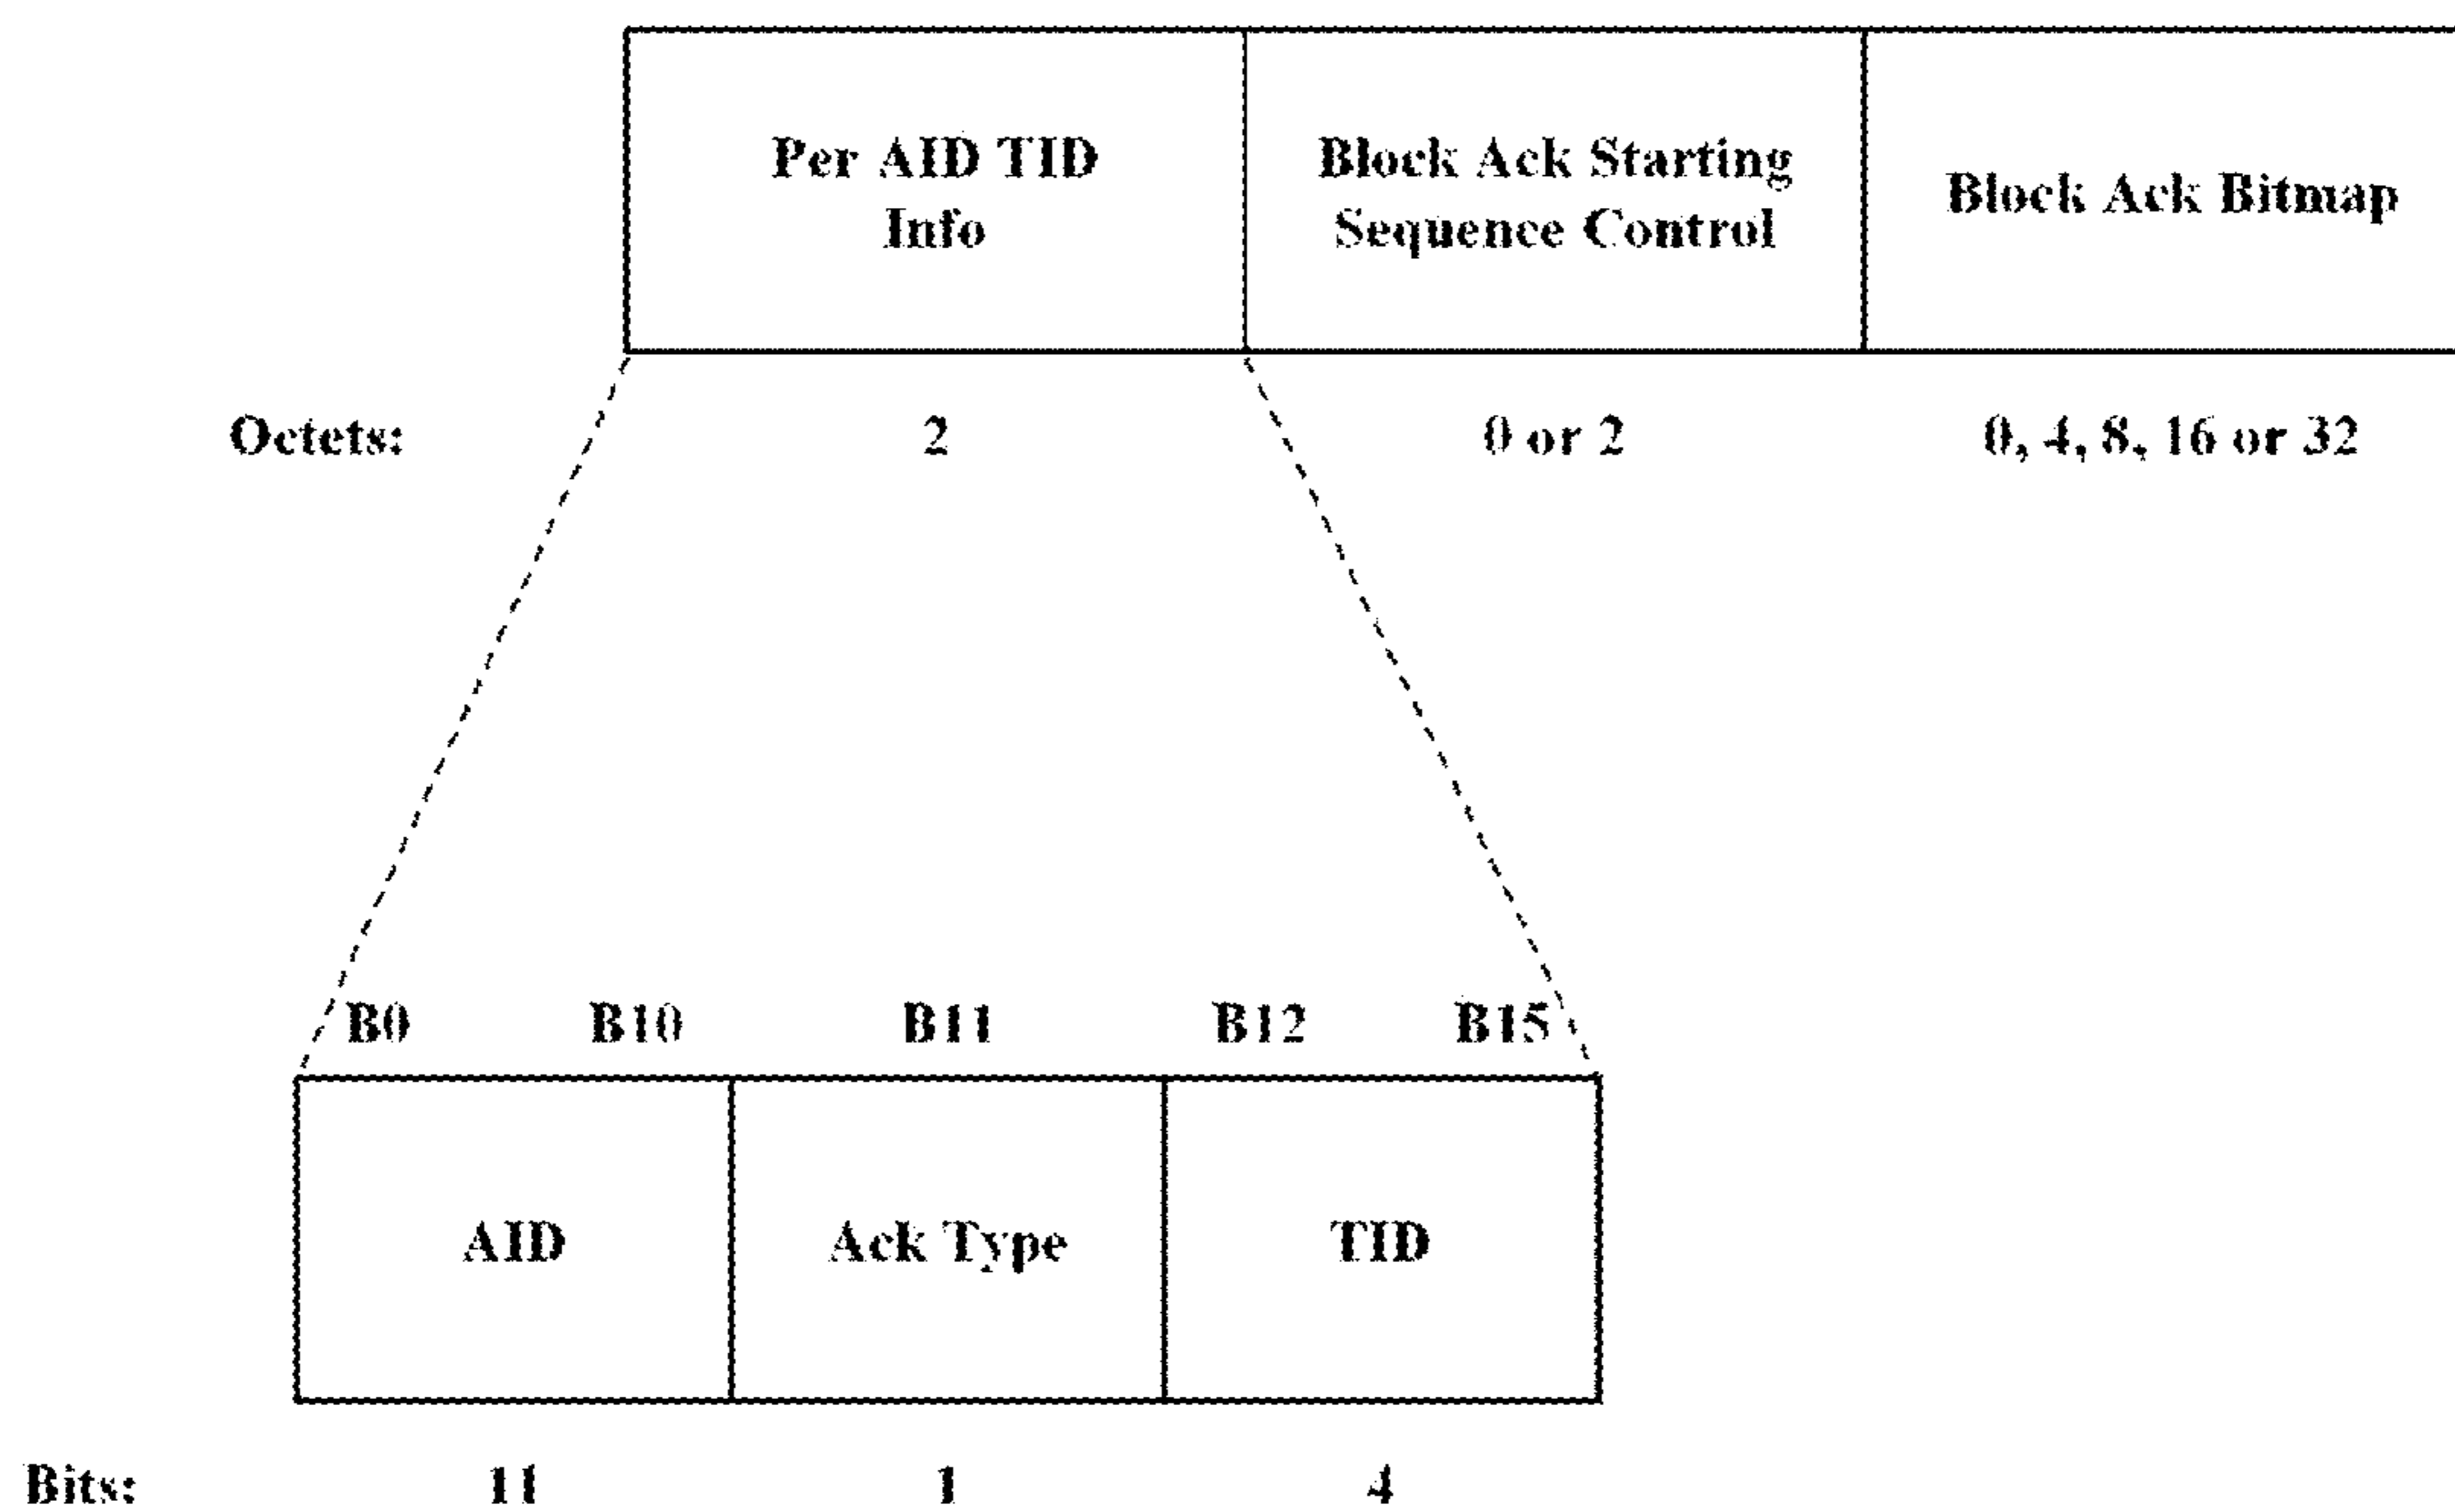 Per AID TID
Info
Block Ack Starting
Sequence Control
Block Ack Bitmap
Octets:
2
0 or 2
0, 4, 8, 16 or 32
B0
B10
B11
B12
B15
AID
Ack Type
TID
Bits:
11
1
4